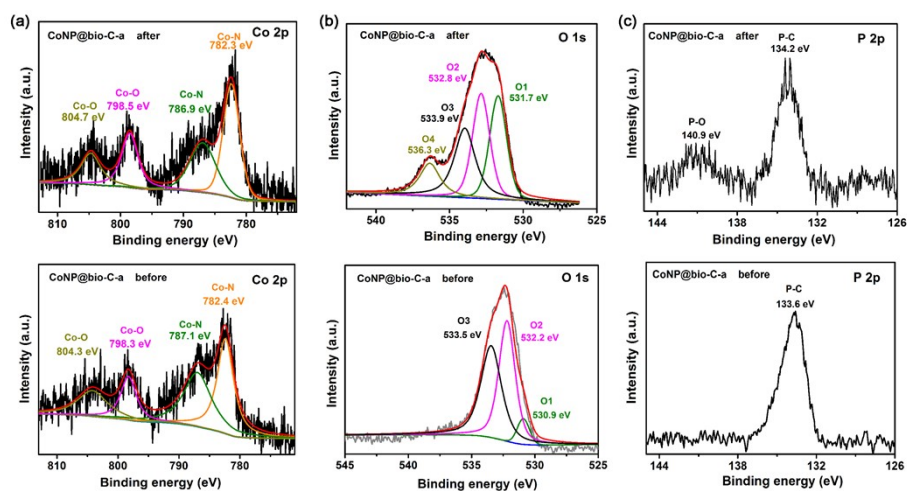 (a)
CoNP@bio-C-a after
Co 2p
Co-N
782.3 eV
Co-O
798.5 eV
Co-N
786.9 eV
Co-O
804.7 eV
Intensity (a.u.)
810 800 790 780
Binding energy (eV)
(b)
CoNP@bio-C-a after
O 1s
O2
532.8 eV
O1
531.7 eV
O3
533.9 eV
O4
536.3 eV
Intensity (a.u.)
540 535 530 525
Binding energy (eV)
(c)
CoNP@bio-C-a after
P 2p
P-C
134.2 eV
P-O
140.9 eV
Intensity (a.u.)
144 138 132 126
Binding energy (eV)
CoNP@bio-C-a before
Co 2p
Co-N
782.4 eV
Co-N
787.1 eV
Co-O
798.3 eV
Co-O
804.3 eV
Intensity (a.u.)
810 800 790 780
Binding energy (eV)
CoNP@bio-C-a before
O 1s
O3
533.5 eV
O2
532.2 eV
O1
530.9 eV
Intensity (a.u.)
545 540 535 530 525
Binding energy (eV)
CoNP@bio-C-a before
P 2p
P-C
133.6 eV
Intensity (a.u.)
144 138 132 126
Binding energy (eV)